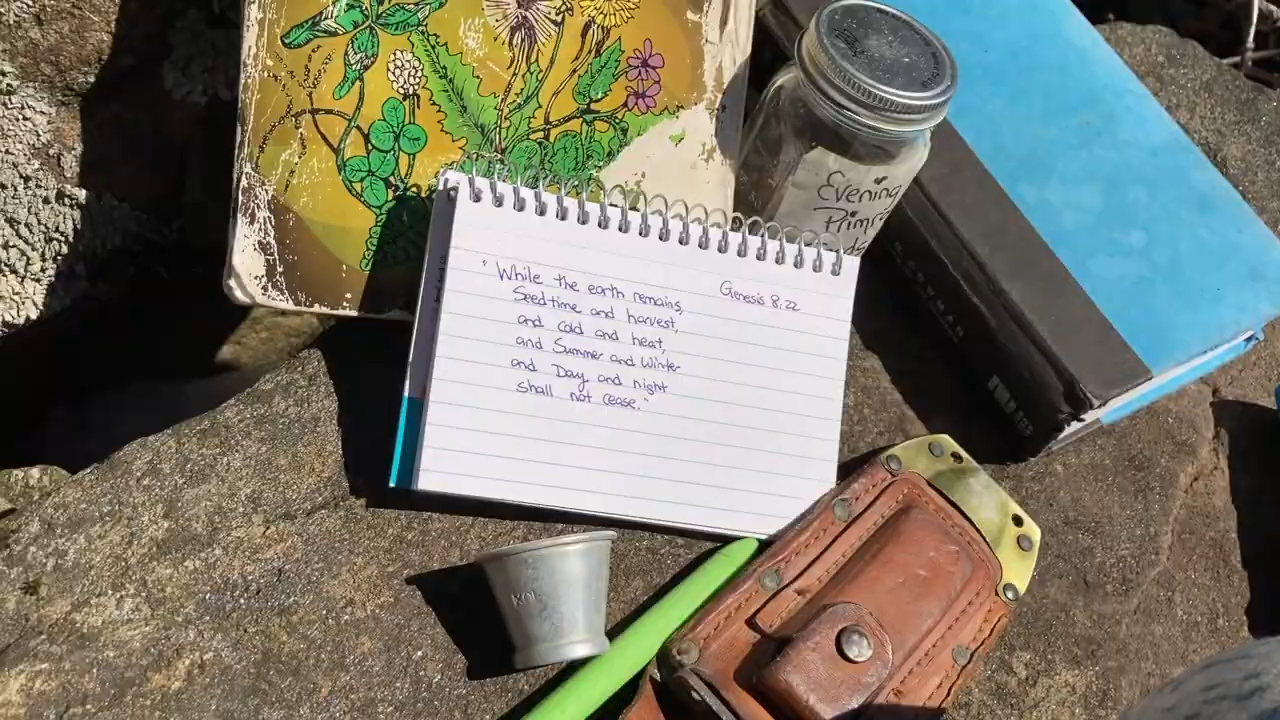 Evening
"While the earth remains,
Genesis 8:22
Seedtime and harvest,
and cold and heat,
and Summer and Winter
and Day and night
shall not cease."